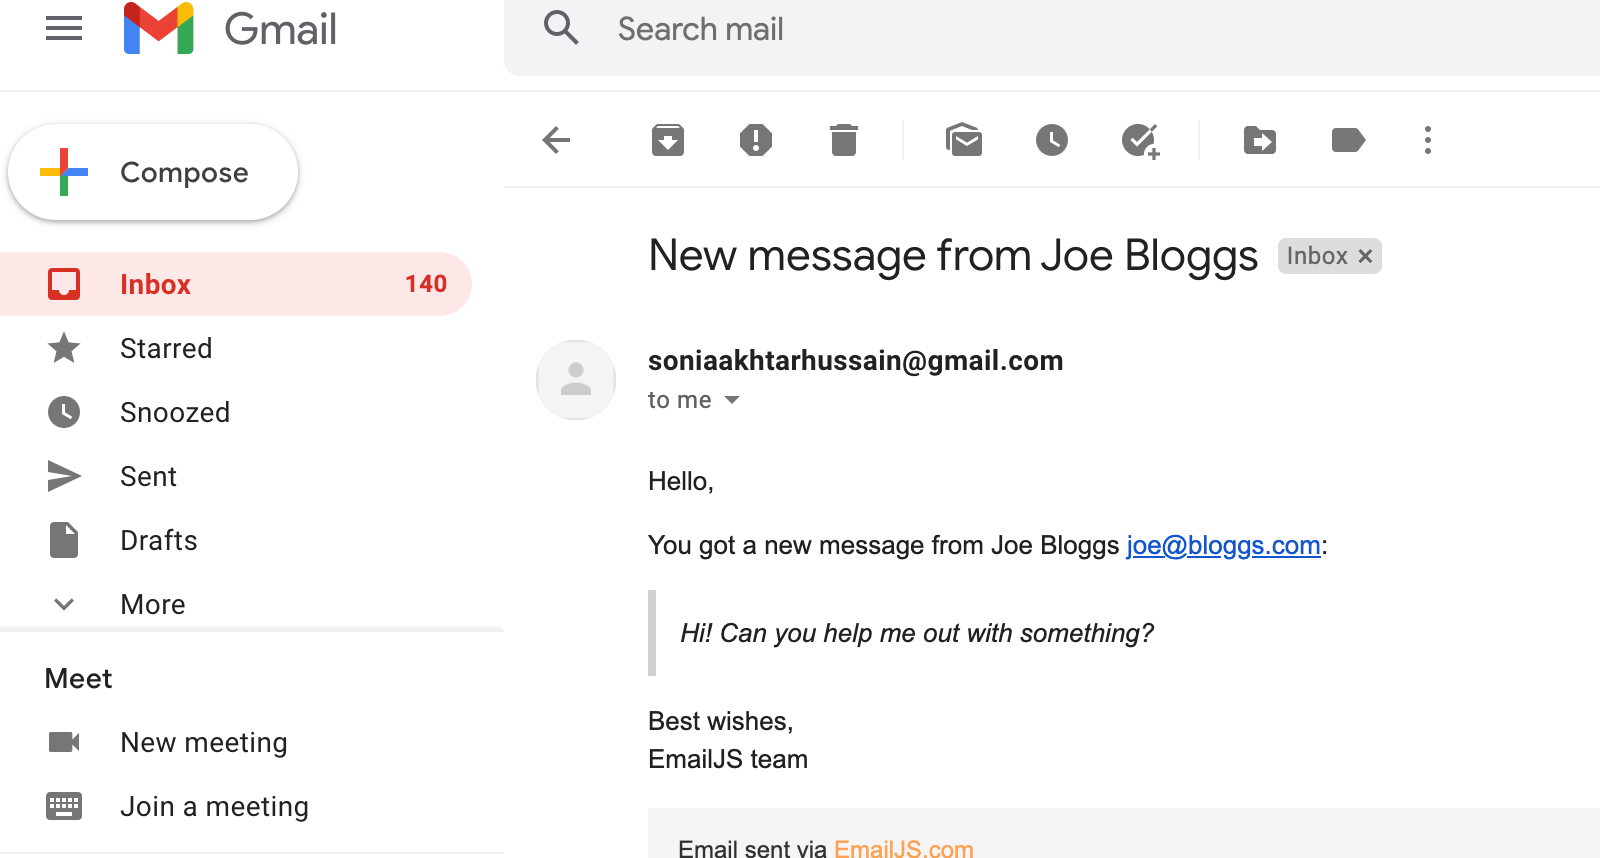 Gmail
Search mail
Compose
Inbox 140
Starred
Snoozed
Sent
Drafts
More
Meet
New meeting
Join a meeting
New message from Joe Bloggs Inbox ×
soniaakhtarhussain@gmail.com
to me
Hello,
You got a new message from Joe Bloggs joe@bloggs.com:
Hi! Can you help me out with something?
Best wishes,
EmailJS team
Email sent via EmailJS.com